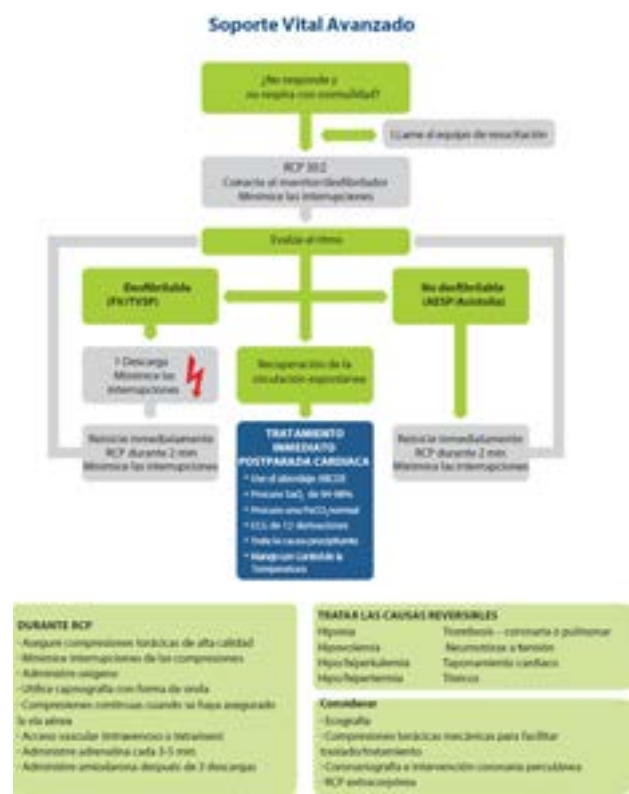 Soporte Vital Avanzado
¿No responde y
no respira con normalidad?
LLame al equipo de resucitación
RCP 30:2
Conecte el monitor/desfibrilador
Minimice las interrupciones
Evalúe el ritmo
Desfibrilable
(FV/TVSP)
No desfibrilable
(AESP/Asistolia)
1 Descarga
Minimice las
interrupciones
Recuperación de la
circulación espontánea
Reinicie inmediatamente
RCP durante 2 min
Minimice las interrupciones
TRATAMIENTO
INMEDIATO
POSTPARADA CARDIACA
• Use el abordaje ABCDE
• Procure SaO₂ de 94-98%
• Procure una PaCO₂ normal
• ECG de 12 derivaciones
• Trate la causa precipitante
• Manejo con Control de la
Temperatura
Reinicie inmediatamente
RCP durante 2 min
Minimice las interrupciones
DURANTE RCP
- Asegure compresiones torácicas de alta calidad
- Minimice interrupciones de las compresiones
- Administre oxígeno
- Utilice capnografía con forma de onda
- Compresiones continuas cuando se haya asegurado
la vía aérea
- Acceso vascular (intravenoso o intraóseo)
- Administre adrenalina cada 3-5 min
- Administre amiodarona después de 3 descargas
TRATAR LAS CAUSAS REVERSIBLES
Hipoxia Trombosis – coronaria o pulmonar
Hipovolemia Neumotórax a tensión
Hipo/hiperkalemia Taponamiento cardiaco
Hipo/hipertermia Tóxicos
Considerar
- Ecografía
- Compresiones torácicas mecánicas para facilitar
traslado/tratamiento
- Coronariografía e intervención coronaria percutánea
- RCP extracorpórea